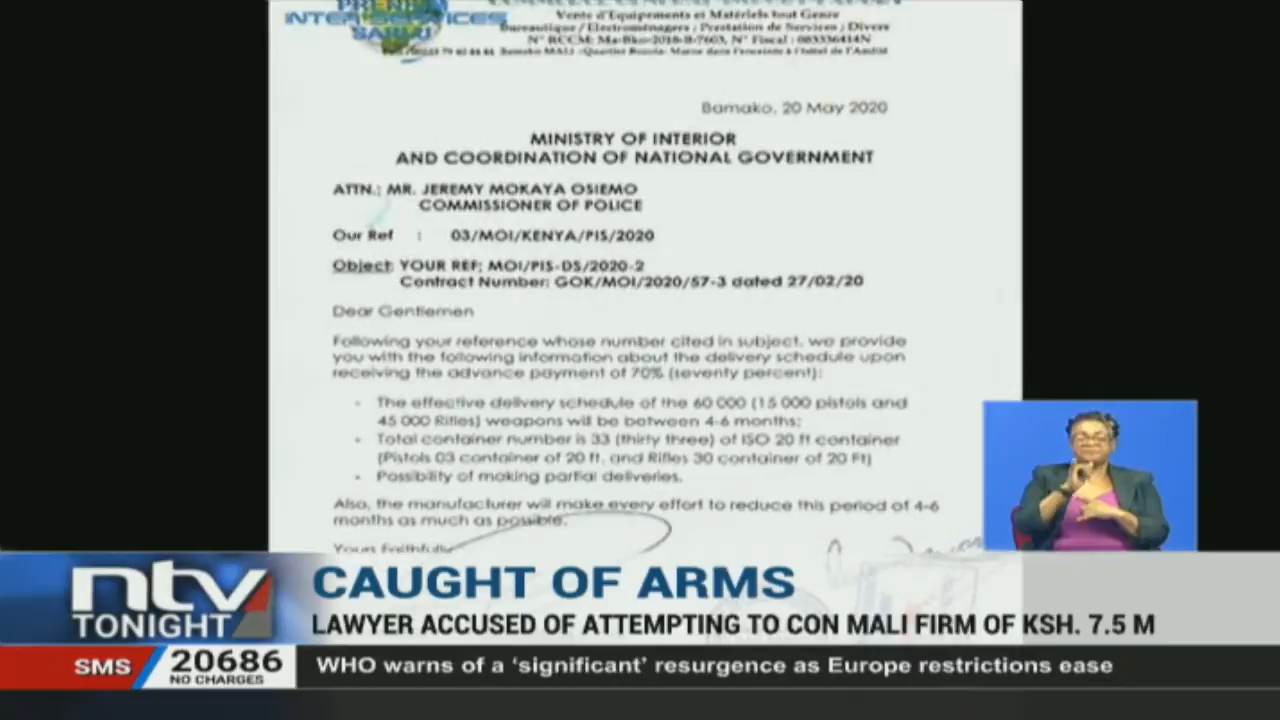 INTER SERVICES
SARLU
Vente d'Equipements et Matériels tout Genre
Bureautique / Electroménagers ; Prestation de Services ; Divers
Bamako, 20 May 2020
MINISTRY OF INTERIOR
AND COORDINATION OF NATIONAL GOVERNMENT
ATTN.: MR. JEREMY MOKAYA OSIEMO
COMMISSIONER OF POLICE
Our Ref : 03/MOI/KENYA/PIS/2020
Object: YOUR REF: MOI/PIS-DS/2020-2
Contract Number: GOK/MOI/2020/57-3 dated 27/02/20
Dear Gentlemen
Following your reference whose number cited in subject, we provide
you with the following information about the delivery schedule upon
receiving the advance payment of 70% (seventy percent):
- The effective delivery schedule of the 60 000 (15 000 pistols and
45 000 Rifles) weapons will be between 4-6 months;
- Total container number is 33 (thirty three) of ISO 20 ft container
(Pistols 03 container of 20 ft, and Rifles 30 container of 20 Ft)
- Possibility of making partial deliveries.
Also, the manufacturer will make every effort to reduce this period of 4-6
months as much as possible.
Yours Faithfully
ntv
TONIGHT
CAUGHT OF ARMS
LAWYER ACCUSED OF ATTEMPTING TO CON MALI FIRM OF KSH. 7.5 M
SMS 20686
NO CHARGES
WHO warns of a ‘significant’ resurgence as Europe restrictions ease